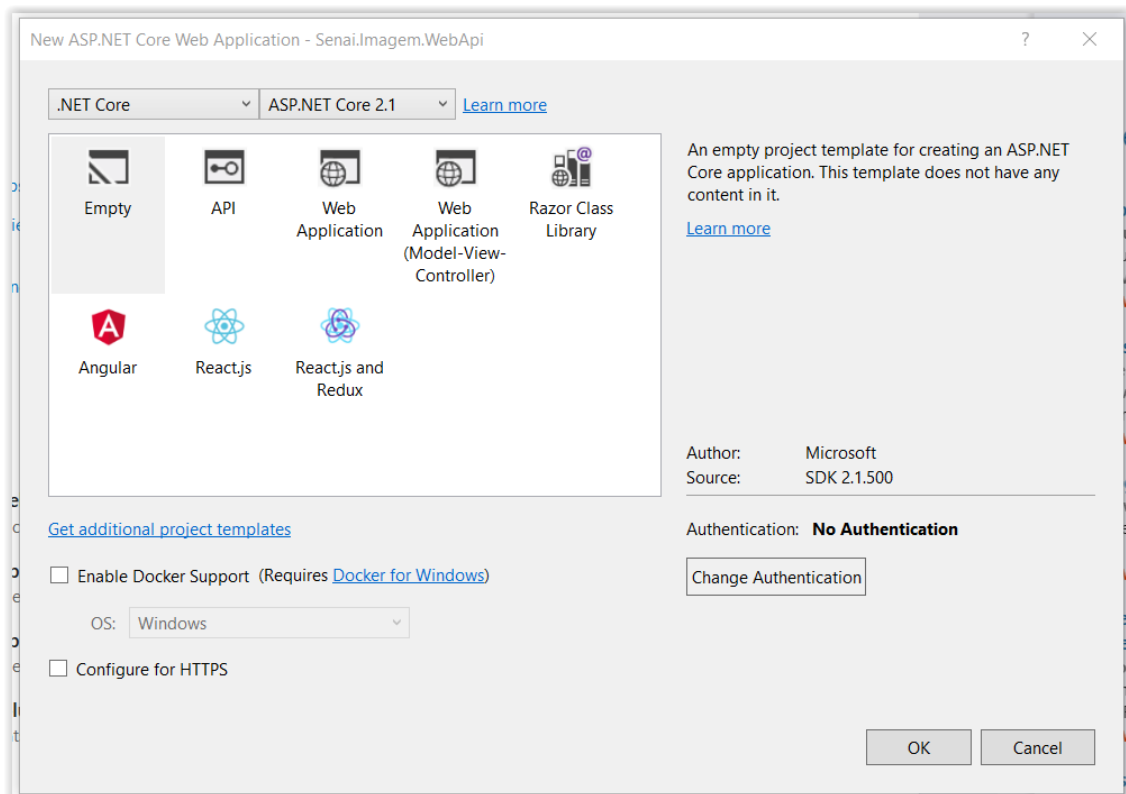 New ASP.NET Core Web Application - Senai.Imagem.WebApi
.NET Core
ASP.NET Core 2.1
Learn more
Empty
API
Web
Application
Web
Application
(Model-View-
Controller)
Razor Class
Library
Angular
React.js
React.js and
Redux
An empty project template for creating an ASP.NET
Core application. This template does not have any
content in it.
Learn more
Author: Microsoft
Source: SDK 2.1.500
Get additional project templates
Authentication: No Authentication
Enable Docker Support (Requires Docker for Windows)
Change Authentication
OS: Windows
Configure for HTTPS
OK
Cancel